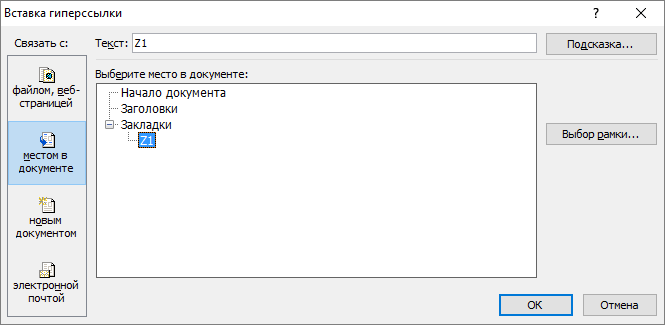 Вставка гиперссылки
?
Связать с:
Текст:
Z1
Подсказка...
файлом, веб-
страницей
местом в
документе
новым
документом
электронной
почтой
Выберите место в документе:
Начало документа
Заголовки
Закладки
Z1
Выбор рамки...
ОК
Отмена